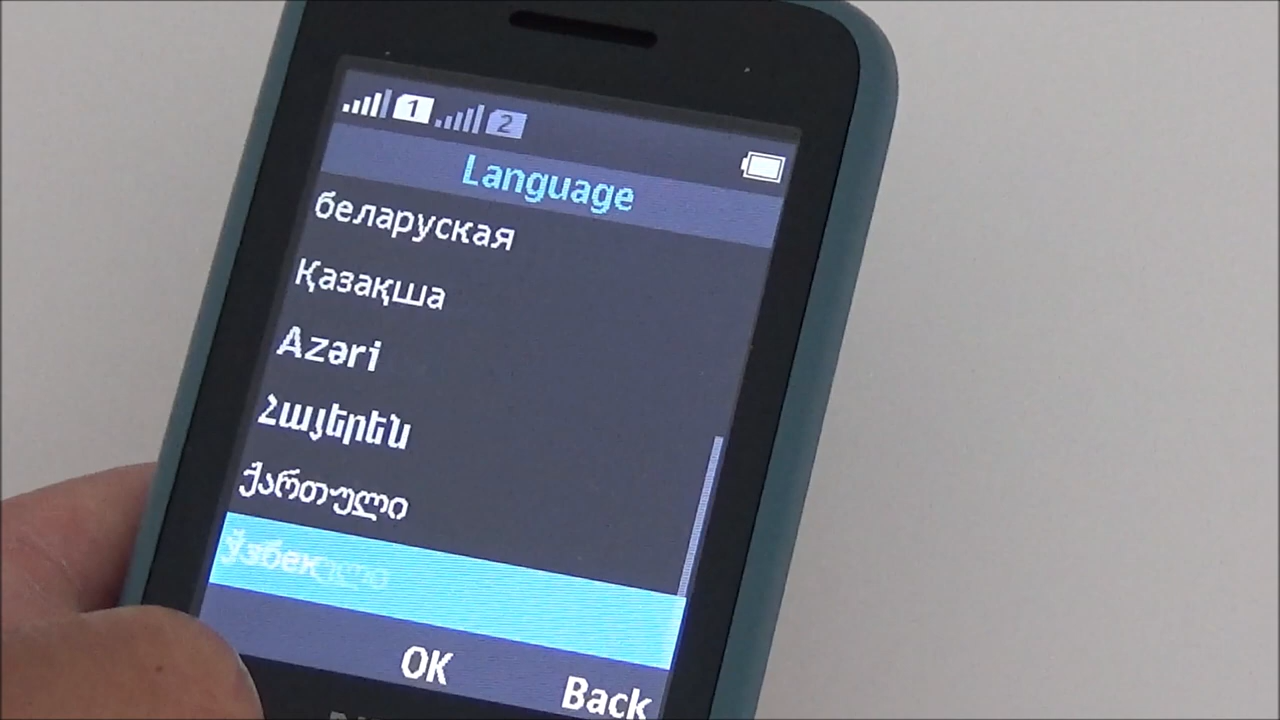 1 2
Language
беларуская
Қазақша
Azəri
Հայերեն
ქართული
OK
Back